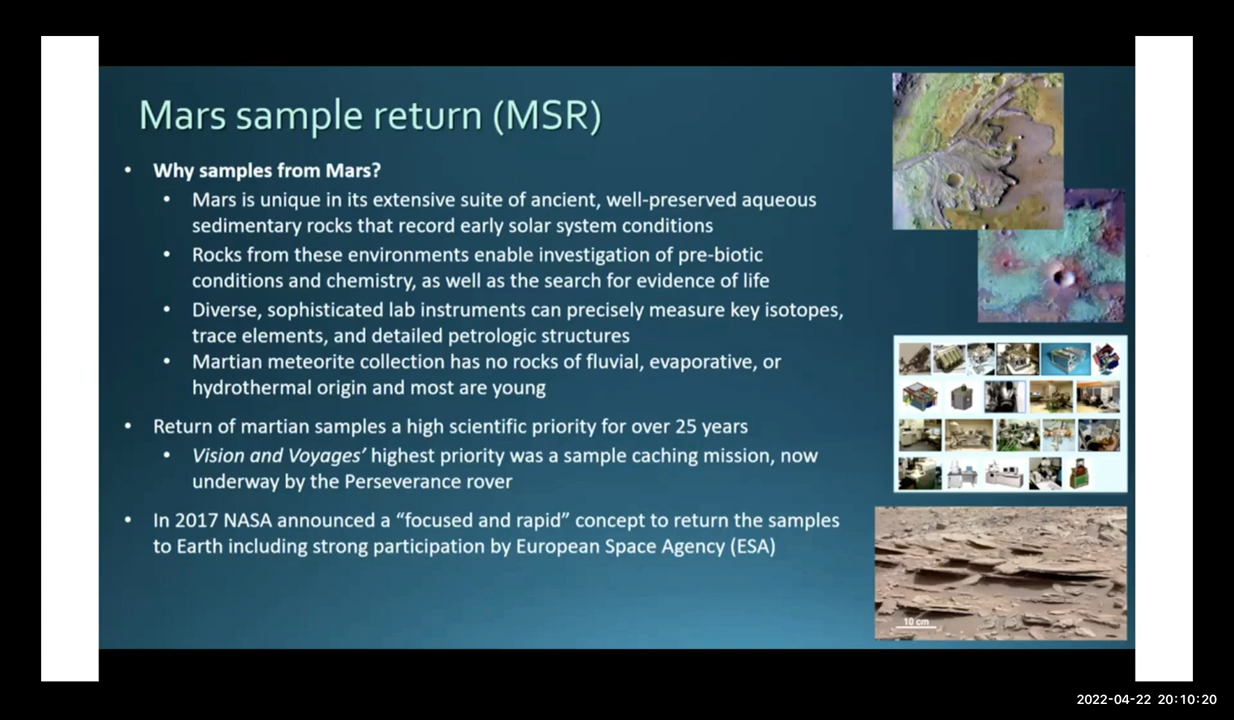 Mars sample return (MSR)
• Why samples from Mars?
• Mars is unique in its extensive suite of ancient, well-preserved aqueous
sedimentary rocks that record early solar system conditions
• Rocks from these environments enable investigation of pre-biotic
conditions and chemistry, as well as the search for evidence of life
• Diverse, sophisticated lab instruments can precisely measure key isotopes,
trace elements, and detailed petrologic structures
• Martian meteorite collection has no rocks of fluvial, evaporative, or
hydrothermal origin and most are young
• Return of martian samples a high scientific priority for over 25 years
• Vision and Voyages’ highest priority was a sample caching mission, now
underway by the Perseverance rover
• In 2017 NASA announced a “focused and rapid” concept to return the samples
to Earth including strong participation by European Space Agency (ESA)
10 cm
2022-04-22 20:10:20